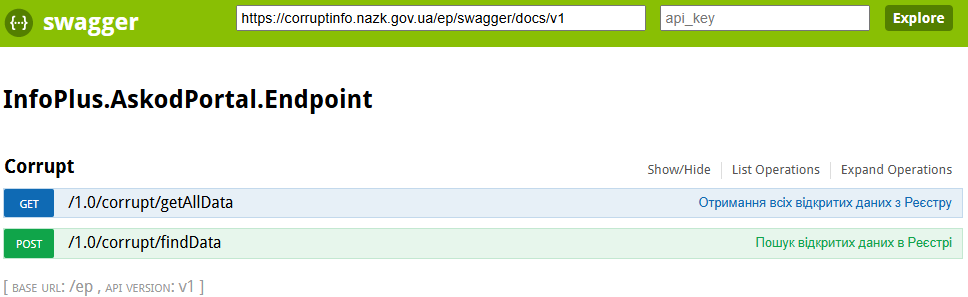 {··} swagger https://corruptinfo.nazk.gov.ua/ep/swagger/docs/v1 api_key Explore
InfoPlus.AskodPortal.Endpoint
Corrupt Show/Hide List Operations Expand Operations
GET /1.0/corrupt/getAllData Отримання всіх відкритих даних з Реєстру
POST /1.0/corrupt/findData Пошук відкритих даних в Реєстрі
[ BASE URL: /ep , API VERSION: v1 ]